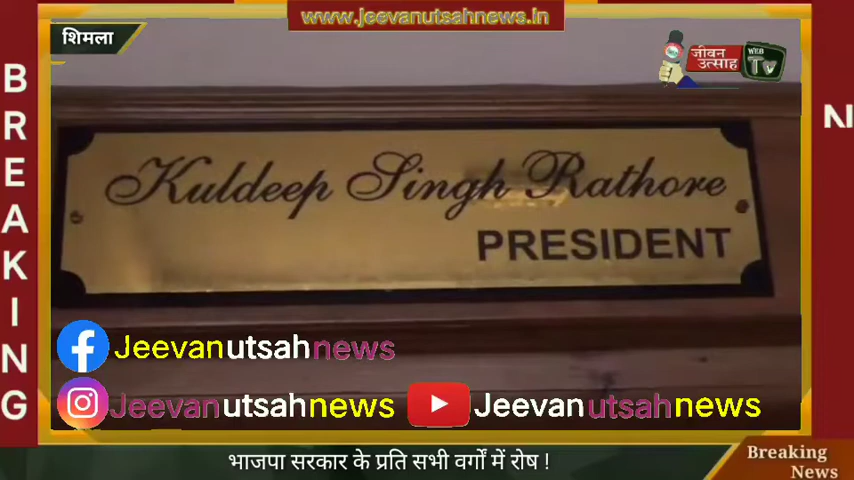 www.jeevanutsahnews.in
शिमला
जीवन
उत्साह
WEB
TV
BREAKING
N
Kuldeep Singh Rathore
PRESIDENT
Jeevanutsahnews
Jeevanutsahnews
Jeevanutsahnews
भाजपा सरकार के प्रति सभी वर्गों में रोष !
Breaking
News